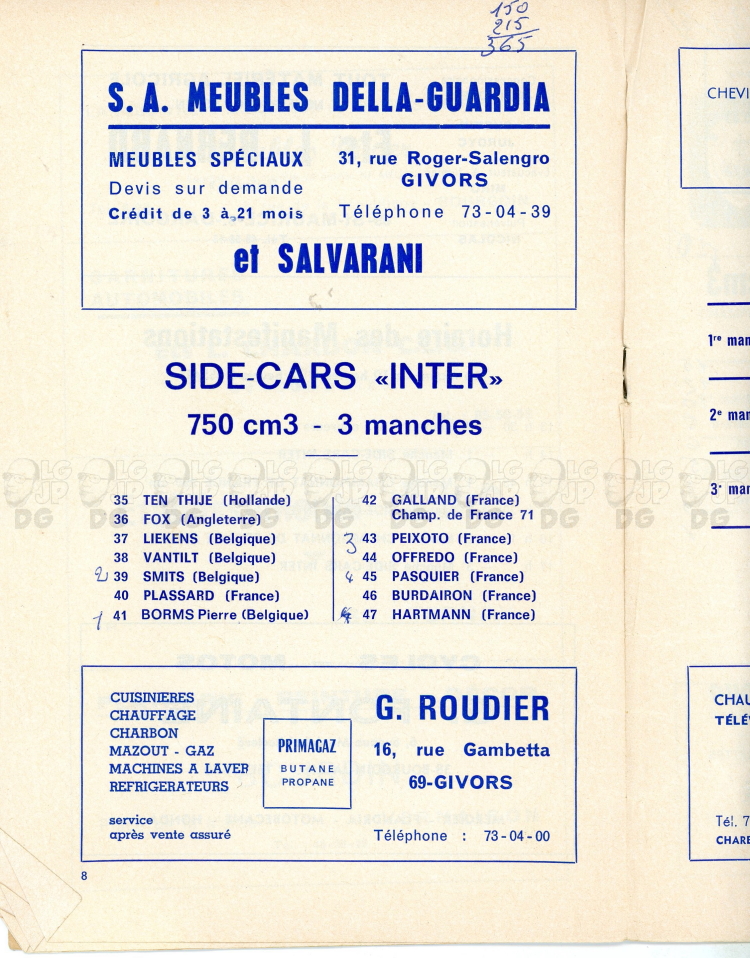 150
215
365
S. A. MEUBLES DELLA-GUARDIA
MEUBLES SPÉCIAUX
Devis sur demande
Crédit de 3 à 21 mois
31, rue Roger-Salengro
GIVORS
Téléphone 73-04-39
et SALVARANI
SIDE-CARS «INTER»
750 cm3 - 3 manches
35 TEN THIJE (Hollande)
36 FOX (Angleterre)
37 LIEKENS (Belgique)
38 VANTILT (Belgique)
2 39 SMITS (Belgique)
40 PLASSARD (France)
1 41 BORMS Pierre (Belgique)
42 GALLAND (France)
Champ. de France 71
3 43 PEIXOTO (France)
44 OFFREDO (France)
4 45 PASQUIER (France)
46 BURDAIRON (France)
47 HARTMANN (France)
CUISINIERES
CHAUFFAGE
CHARBON
MAZOUT - GAZ
MACHINES A LAVER
REFRIGERATEURS
service
après vente assuré
PRIMAGAZ
BUTANE
PROPANE
G. ROUDIER
16, rue Gambetta
69-GIVORS
Téléphone : 73-04-00
8
CHEVI
1re man
2e man
3e man
CHAU
TÉLÉ
Tél. 7
CHARB
LG JP DG